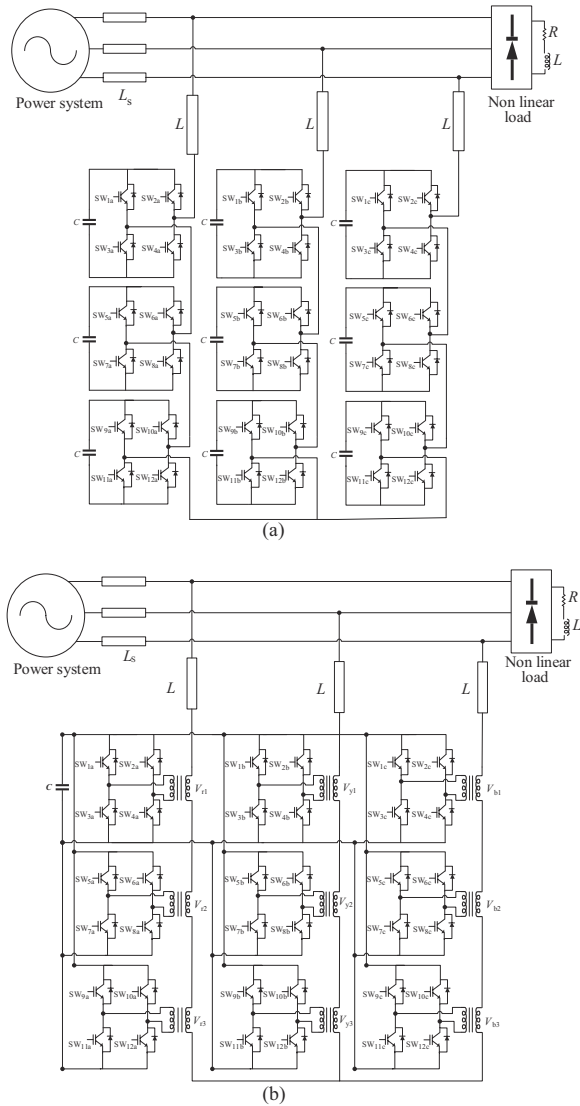 R
L
Power system
Ls
L
L
L
Non linear
load
SW1a
SW2a
SW1b
SW2b
SW1c
SW2c
C
C
C
SW3a
SW4a
SW3b
SW4b
SW3c
SW4c
SW5a
SW6a
SW5b
SW6b
SW5c
SW6c
C
C
C
SW7a
SW8a
SW7b
SW8b
SW7c
SW8c
SW9a
SW10a
SW9b
SW10b
SW9c
SW10c
C
C
C
SW11a
SW12a
SW11b
SW12b
SW11c
SW12c
(a)
R
L
Power system
Ls
L
L
L
Non linear
load
SW1a
SW2a
SW1b
SW2b
SW1c
SW2c
C
Vr1
Vy1
Vb1
SW3a
SW4a
SW3b
SW4b
SW3c
SW4c
SW5a
SW6a
SW5b
SW6b
SW5c
SW6c
Vr2
Vy2
Vb2
SW7a
SW8a
SW7b
SW8b
SW7c
SW8c
SW9a
SW10a
SW9b
SW10b
SW9c
SW10c
Vr3
Vy3
Vb3
SW11a
SW12a
SW11b
SW12b
SW11c
SW12c
(b)